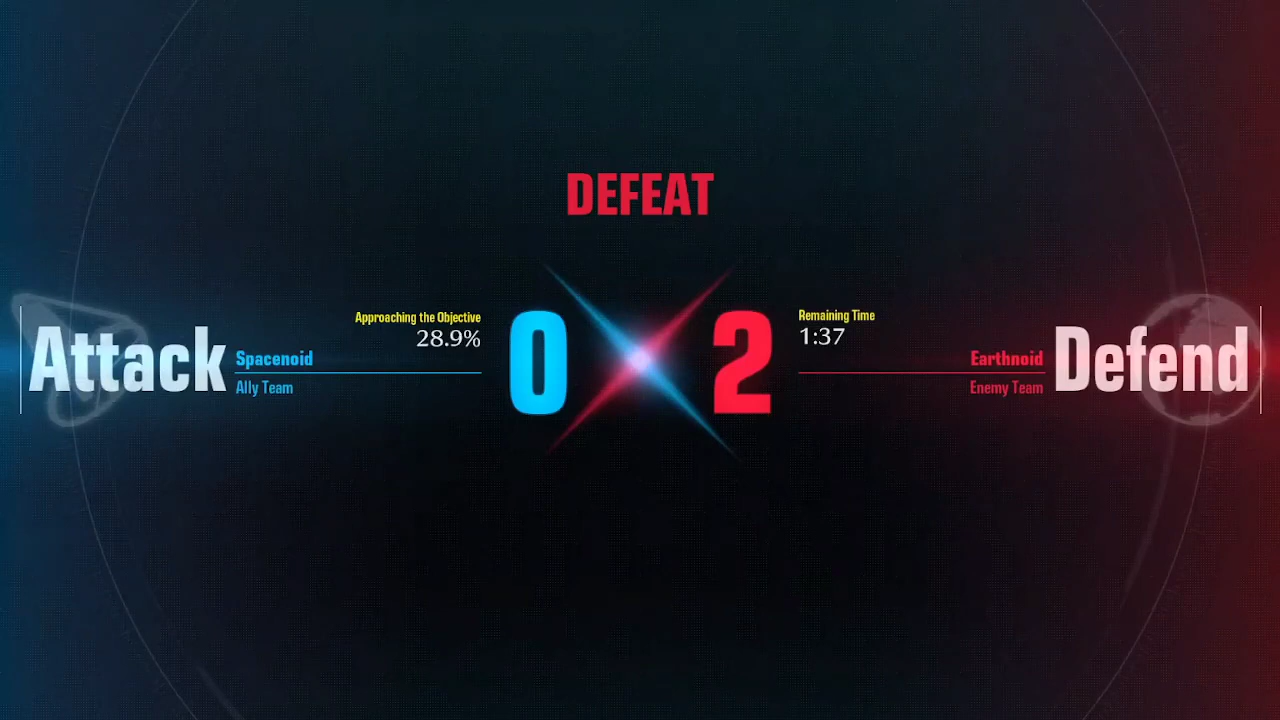 DEFEAT
Attack
Spacenoid
Ally Team
Approaching the Objective
28.9%
0
2
Remaining Time
1:37
Earthnoid
Enemy Team
Defend